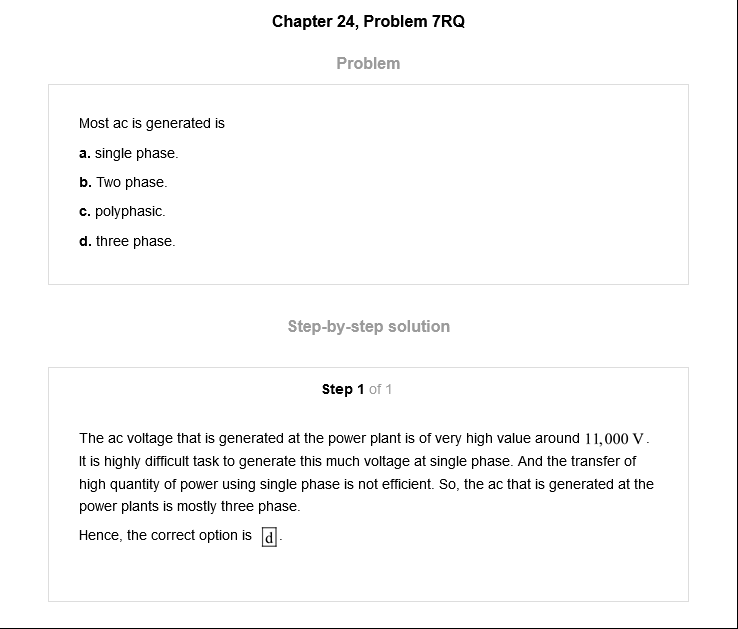 Chapter 24, Problem 7RQ
Problem
Most ac is generated is
a. single phase.
b. Two phase.
c. polyphasic.
d. three phase.
Step-by-step solution
Step 1 of 1
The ac voltage that is generated at the power plant is of very high value around 11,000 V.
It is highly difficult task to generate this much voltage at single phase. And the transfer of
high quantity of power using single phase is not efficient. So, the ac that is generated at the
power plants is mostly three phase.
Hence, the correct option is d.